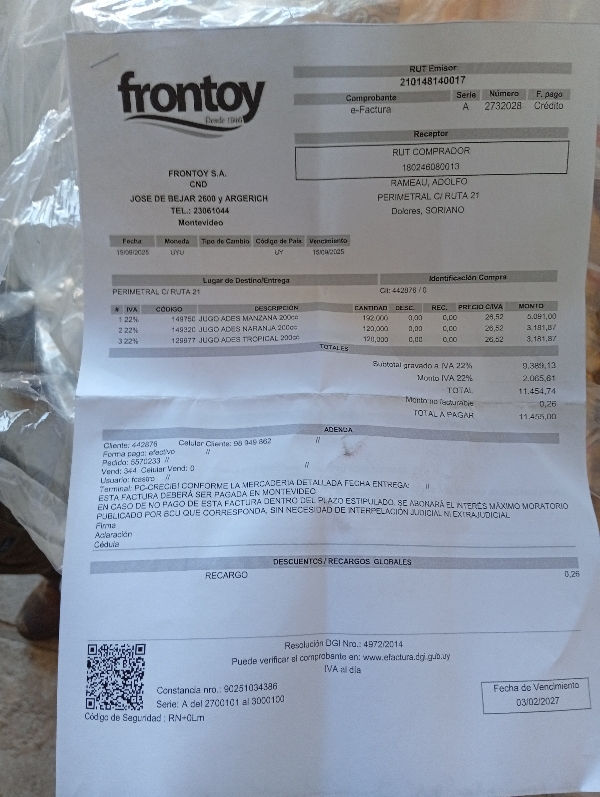 frontoy
Desde 1946
RUT Emisor
210148140017
Comprobante Serie Número F. pago
e-Factura A 2732028 Crédito
Receptor
RUT COMPRADOR
180246080013
RAMEAU, ADOLFO
PERIMETRAL C/ RUTA 21
Dolores, SORIANO
FRONTOY S.A.
CND
JOSE DE BEJAR 2600 y ARGERICH
TEL.: 23061044
Montevideo
Fecha Moneda Tipo de Cambio Código de País Vencimiento
15/09/2025 UYU UY 15/09/2025
Lugar de Destino/Entrega Identificación Compra
PERIMETRAL C/ RUTA 21 Cli: 442876 / 0
# IVA CÓDIGO DESCRIPCIÓN CANTIDAD DESC. REC. PRECIO C/IVA MONTO
1 22% 149750 JUGO ADES MANZANA 200cc 192,000 0,00 0,00 26,52 5.091,00
2 22% 149320 JUGO ADES NARANJA 200cc 120,000 0,00 0,00 26,52 3.181,87
3 22% 129977 JUGO ADES TROPICAL 200cc 120,000 0,00 0,00 26,52 3.181,87
TOTALES
Subtotal gravado a IVA 22% 9.389,13
Monto IVA 22% 2.065,61
TOTAL 11.454,74
Monto no facturable 0,26
TOTAL A PAGAR 11.455,00
ADENDA
Cliente: 442876 Celular Cliente: 98 949 862 //
Forma pago: efectivo //
Pedido: 5570233 //
Vend: 344 Celular Vend: 0 //
Usuario: fcastro //
Terminal: PC-CRECIBI CONFORME LA MERCADERIA DETALLADA FECHA ENTREGA: //
ESTA FACTURA DEBERÁ SER PAGADA EN MONTEVIDEO
EN CASO DE NO PAGO DE ESTA FACTURA DENTRO DEL PLAZO ESTIPULADO, SE ABONARÁ EL INTERÉS MÁXIMO MORATORIO
PUBLICADO POR BCU QUE CORRESPONDA, SIN NECESIDAD DE INTERPELACIÓN JUDICIAL NI EXTRAJUDICIAL
Firma
Aclaración
Cédula
DESCUENTOS / RECARGOS GLOBALES
RECARGO 0,26
Resolución DGI Nro.: 4972/2014
Puede verificar el comprobante en: www.efactura.dgi.gub.uy
IVA al día
Constancia nro.: 90251034386
Serie: A del 2700101 al 3000100
Código de Seguridad : RN+0Lm
Fecha de Vencimiento
03/02/2027